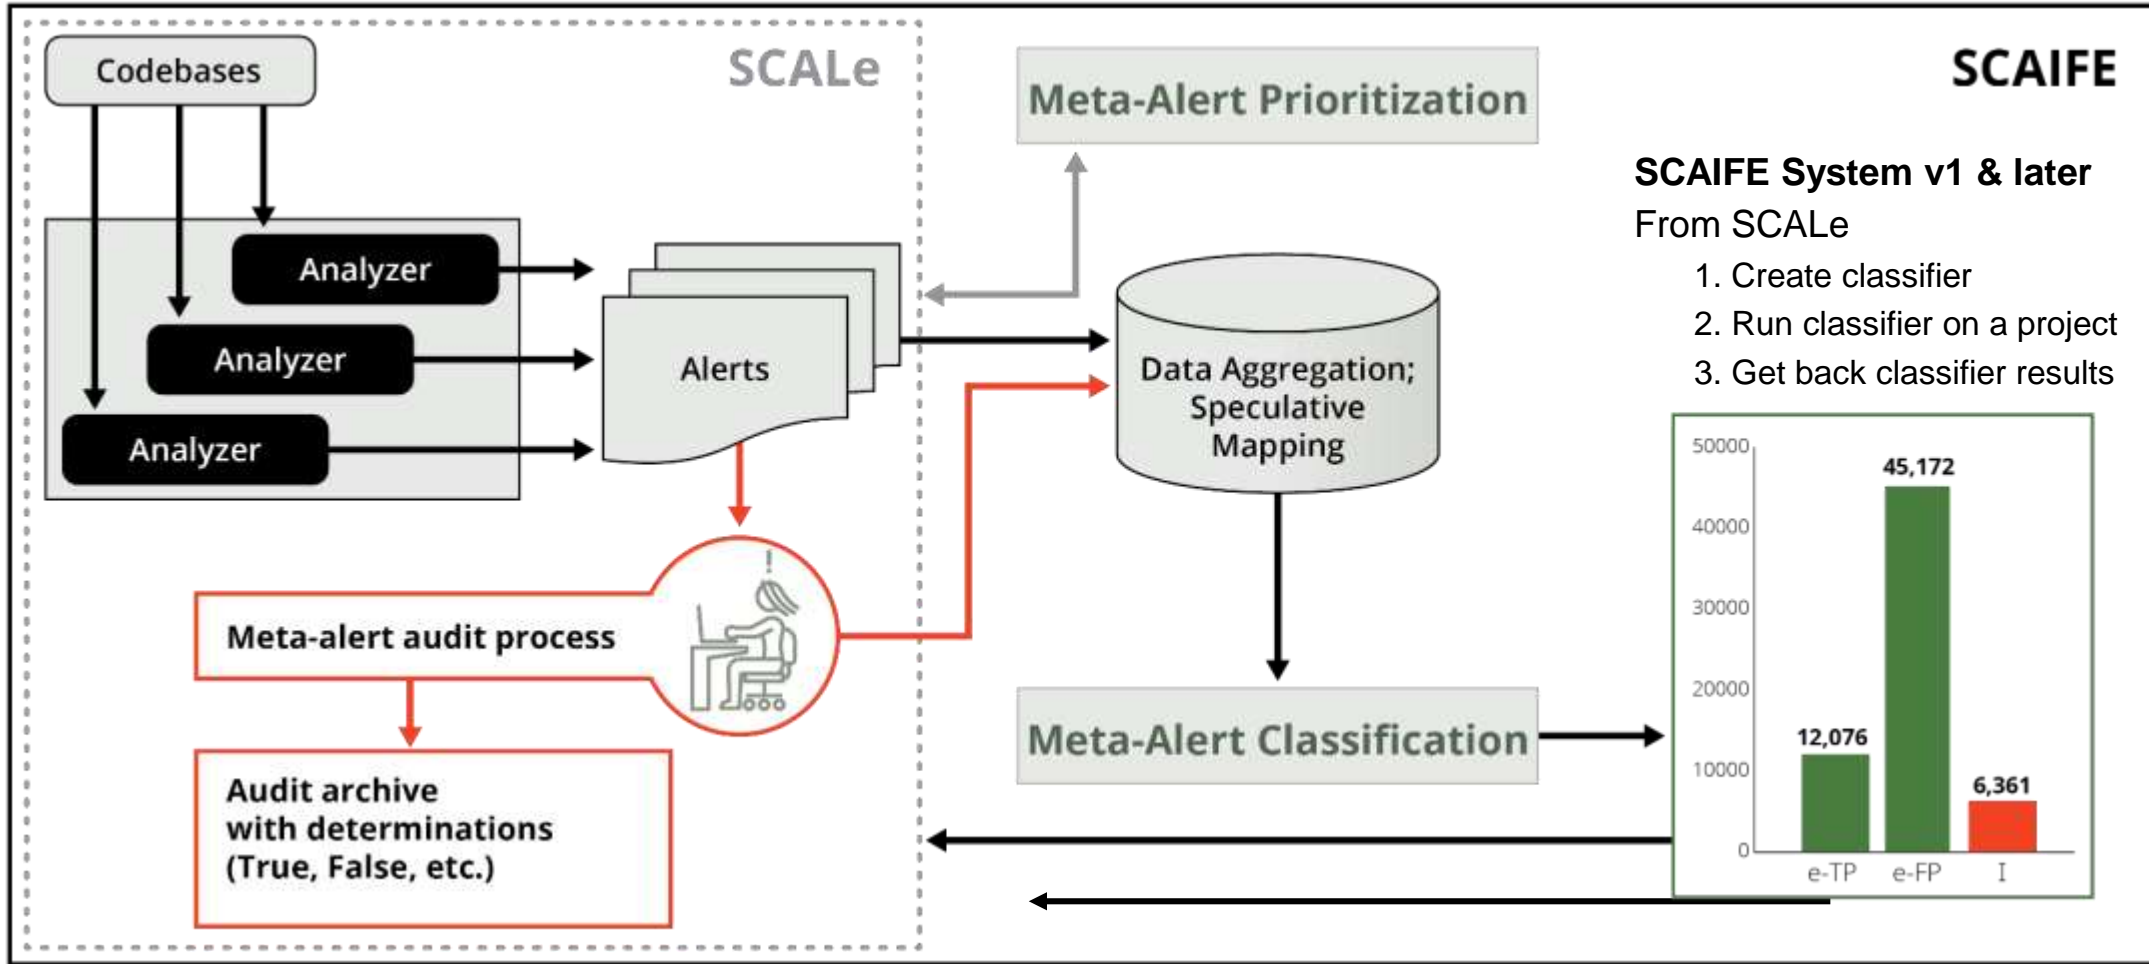 SCALe
SCAIFE
Codebases
Analyzer
Analyzer
Analyzer
Alerts
Meta-alert audit process
Audit archive
with determinations
(True, False, etc.)
Meta-Alert Prioritization
Data Aggregation;
Speculative
Mapping
Meta-Alert Classification
SCAIFE System v1 & later
From SCALe
1. Create classifier
2. Run classifier on a project
3. Get back classifier results
50000
40000
30000
20000
10000
0
12,076
45,172
6,361
e-TP
e-FP
I